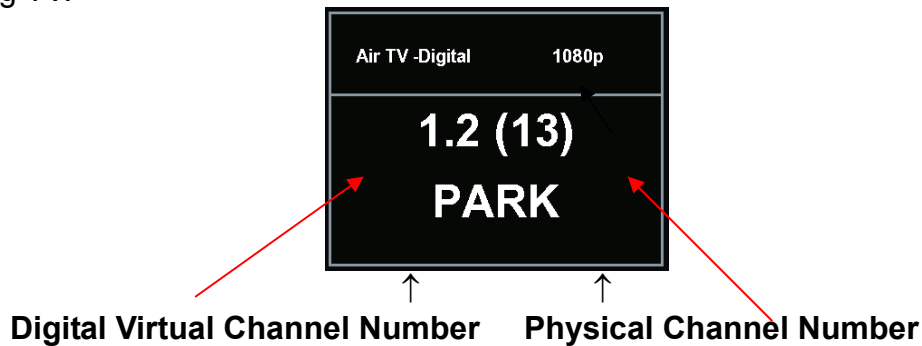 Air TV -Digital 1080p
1.2 (13)
PARK
Digital Virtual Channel Number Physical Channel Number